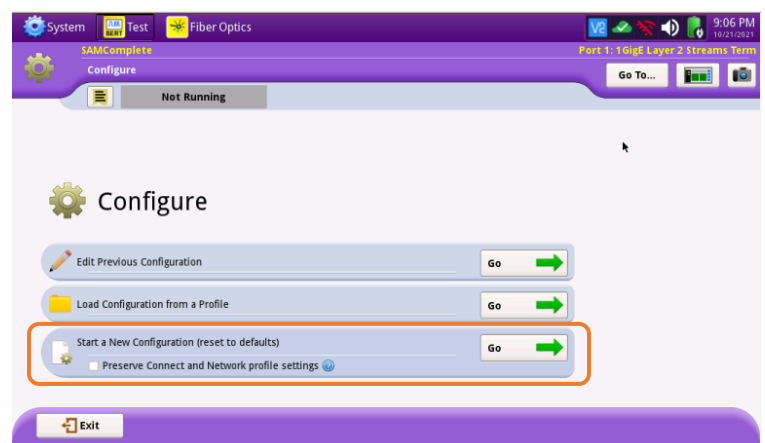 System Test Fiber Optics 9:06 PM
10/21/2021
SAMComplete Port 1: 1GigE Layer 2 Streams Term
Configure
Go To...
Not Running
Configure
Edit Previous Configuration Go
Load Configuration from a Profile Go
Start a New Configuration (reset to defaults) Go
Preserve Connect and Network profile settings
Exit